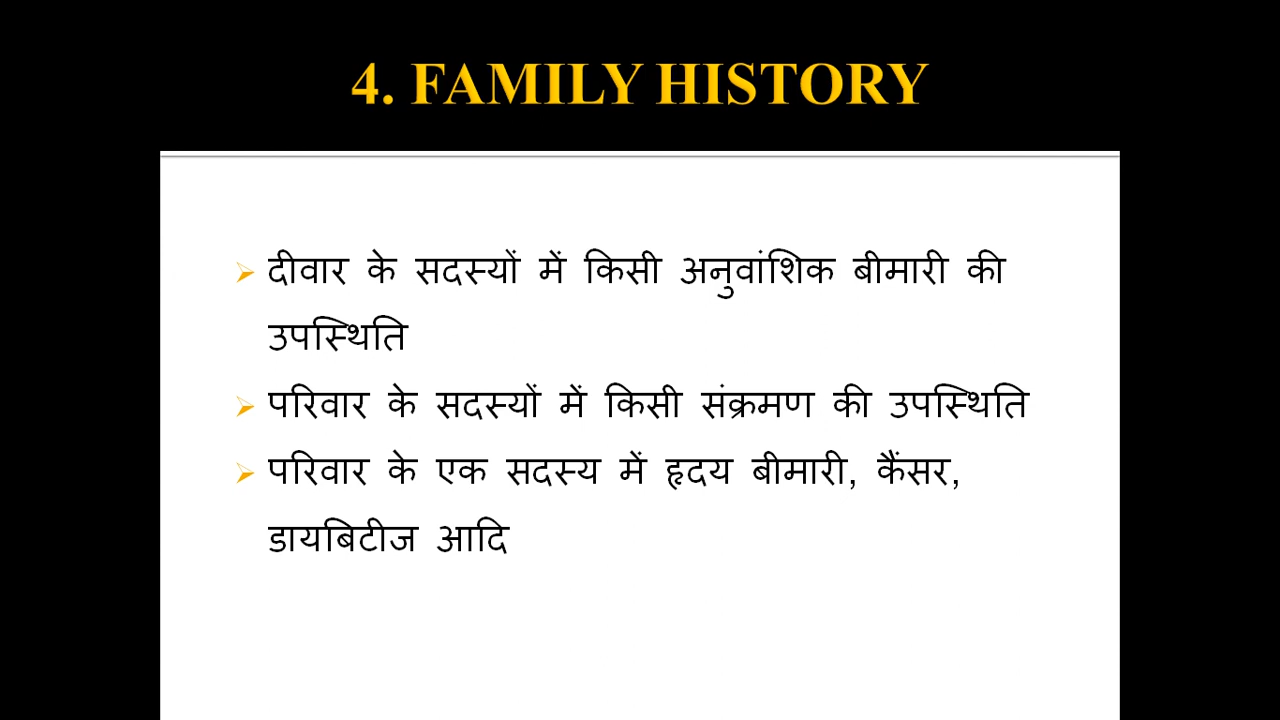 4. FAMILY HISTORY
➢ दीवार के सदस्यों में किसी अनुवांशिक बीमारी की
उपस्थिति
➢ परिवार के सदस्यों में किसी संक्रमण की उपस्थिति
➢ परिवार के एक सदस्य में हृदय बीमारी, कैंसर,
डायबिटीज आदि